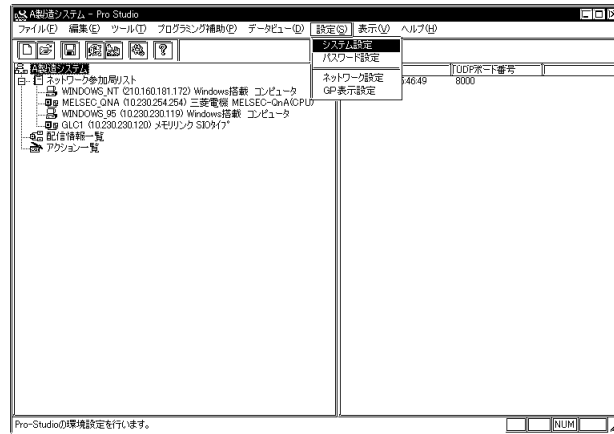 A製造システム - Pro Studio
ファイル(F) 編集(E) ツール(T) プログラミング補助(P) データビュー(D) 設定(S) 表示(V) ヘルプ(H)
システム設定
パスワード設定
ネットワーク設定
GP表示設定
A製造システム
UDPポート番号
ネットワーク参加局リスト
5:46:49 8000
WINDOWS_NT (210.160.181.172) Windows搭載 コンピュータ
MELSEC_QNA (10.230.254.254) 三菱電機 MELSEC-QnA(CPU)
WINDOWS_95 (10.230.230.119) Windows搭載 コンピュータ
GLC1 (10.230.230.120) メモリリンク SIOタイプ
配信情報一覧
アクション一覧
Pro-Studioの環境設定を行います。
NUM